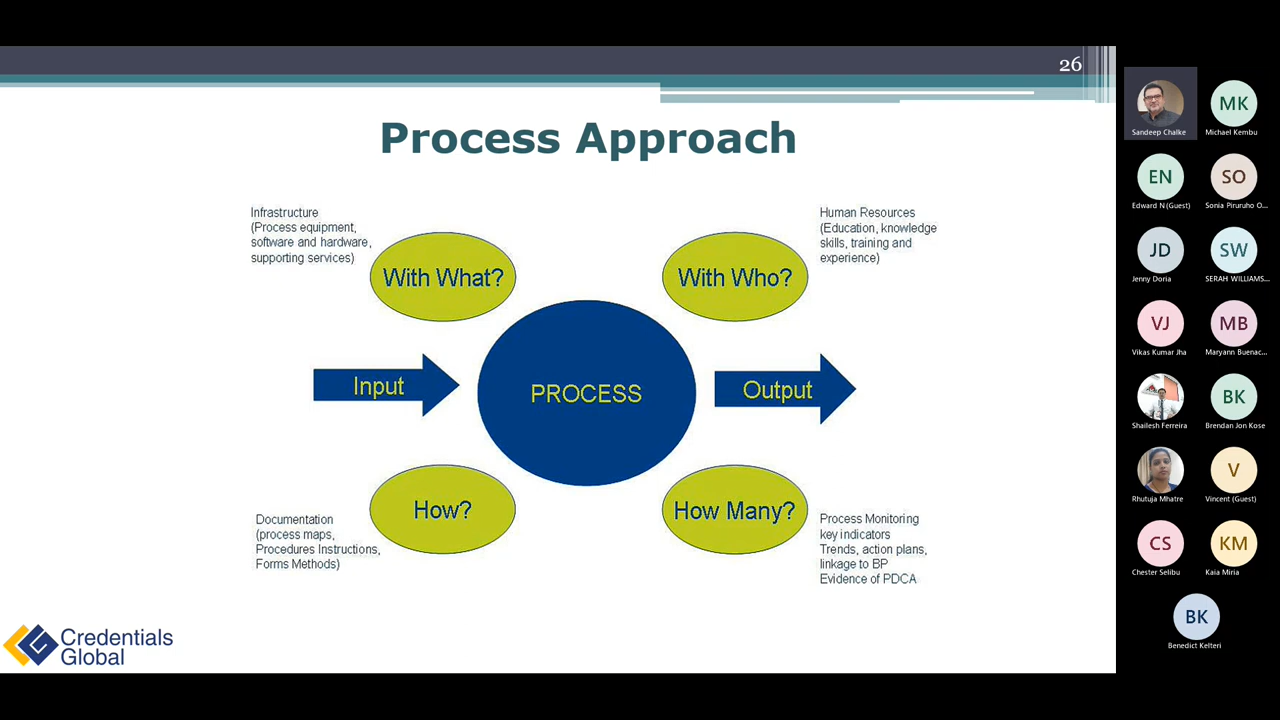 26
Process Approach
Infrastructure
(Process equipment,
software and hardware,
supporting services)
With What?
With Who?
Human Resources
(Education, knowledge
skills, training and
experience)
Input
PROCESS
Output
How?
How Many?
Documentation
(process maps,
Procedures Instructions,
Forms Methods)
Process Monitoring
key indicators
Trends, action plans,
linkage to BP
Evidence of PDCA
Credentials
Global
Sandeep Chalke
MK
Michael Kembu
EN
Edward N (Guest)
SO
Sonia Piruruho O...
JD
Jenny Doria
SW
SERAH WILLIAMS...
VJ
Vikas Kumar Jha
MB
Maryann Buenac...
Shailesh Ferreira
BK
Brendan Jon Kose
Rhutuja Mhatre
V
Vincent (Guest)
CS
Chester Selibu
KM
Kaia Miria
BK
Benedict Kelteri